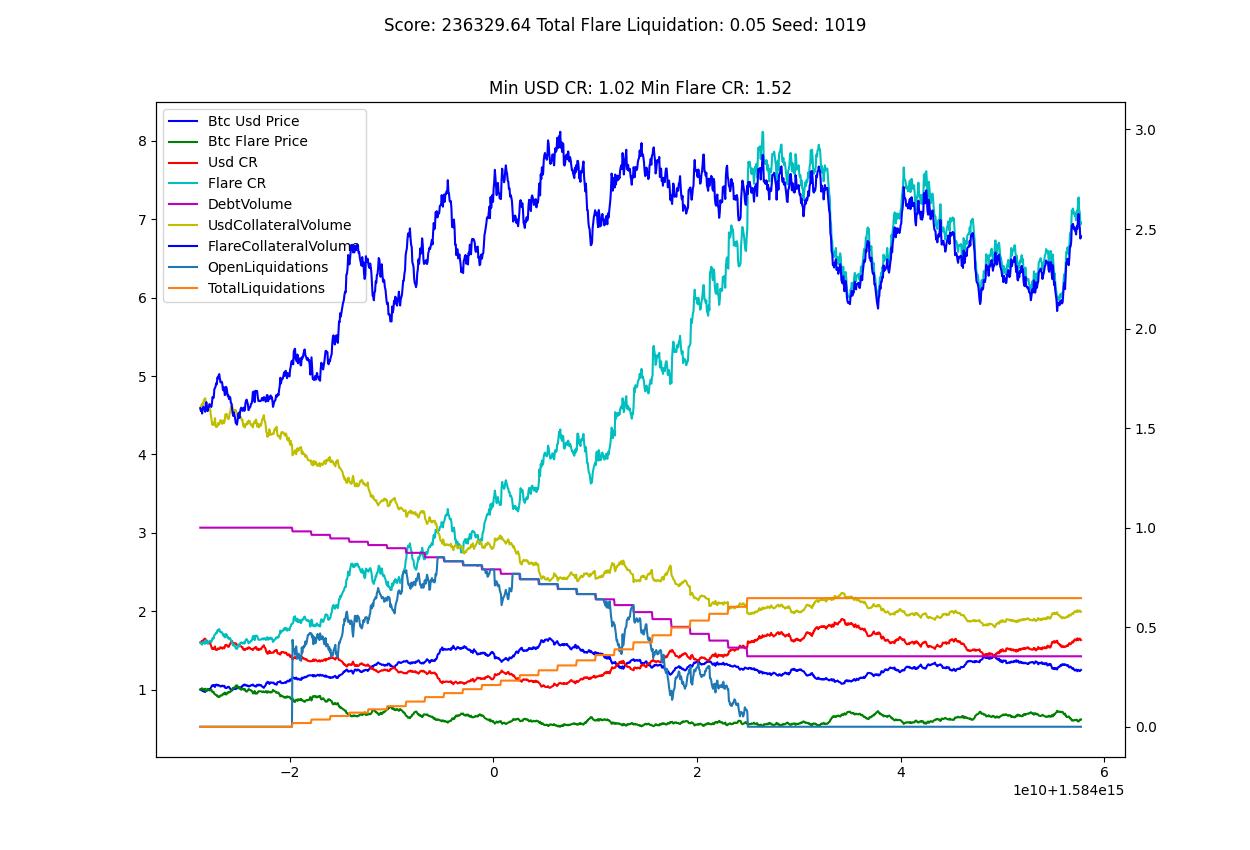 Score: 236329.64 Total Flare Liquidation: 0.05 Seed: 1019
Min USD CR: 1.02 Min Flare CR: 1.52
Btc Usd Price
Btc Flare Price
Usd CR
Flare CR
DebtVolume
UsdCollateralVolume
FlareCollateralVolume
OpenLiquidations
TotalLiquidations
8
7
6
5
4
3
2
1
3.0
2.5
2.0
1.5
1.0
0.5
0.0
−2 0 2 4 6
1e10+1.584e15